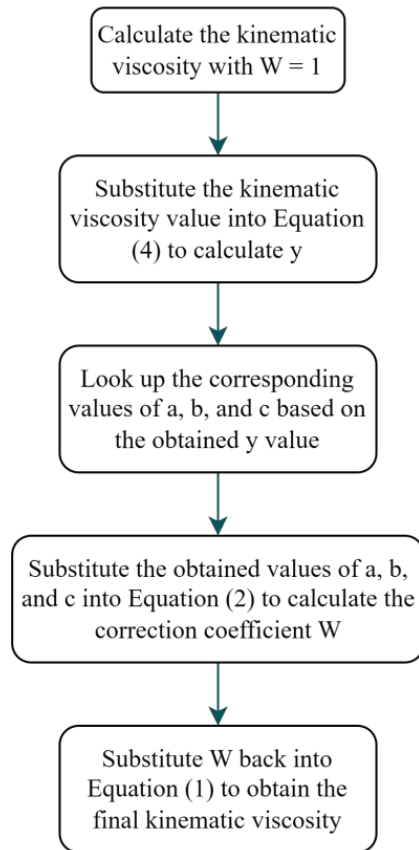 Calculate the kinematic
viscosity with W = 1
Substitute the kinematic
viscosity value into Equation
(4) to calculate y
Look up the corresponding
values of a, b, and c based on
the obtained y value
Substitute the obtained values of a, b,
and c into Equation (2) to calculate the
correction coefficient W
Substitute W back into
Equation (1) to obtain the
final kinematic viscosity